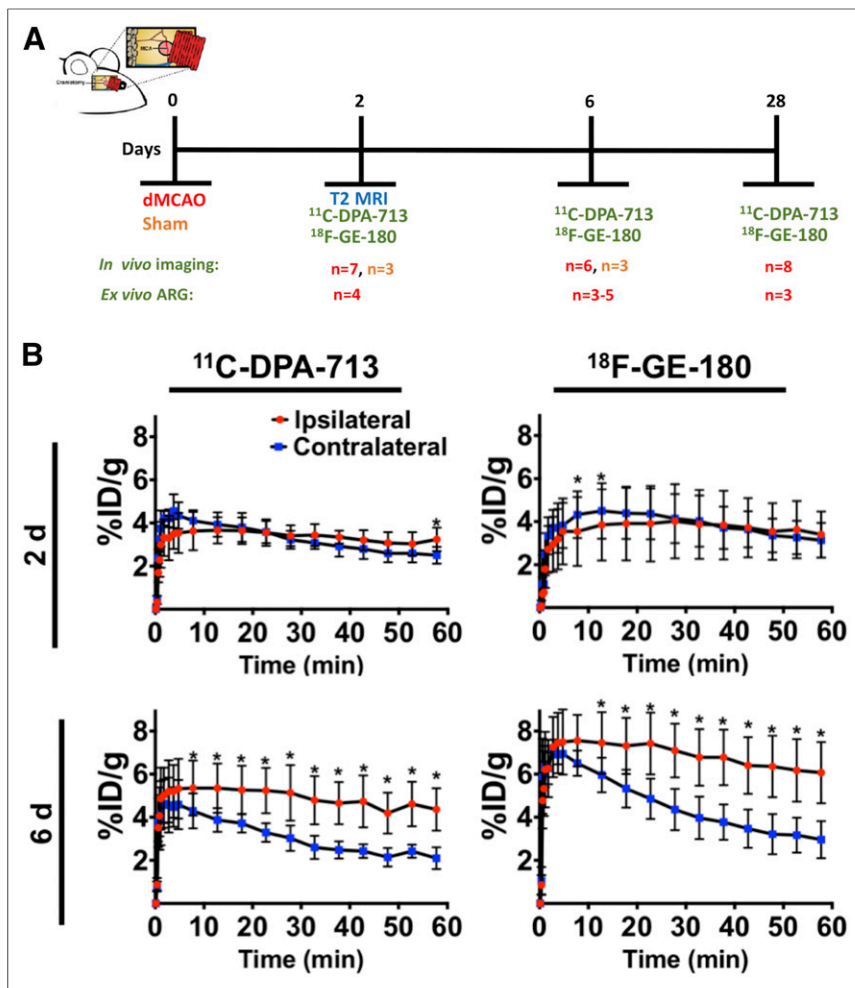 A
MCA
Craniotomy
0 2 6 28
Days
dMCAO T2 MRI
Sham ¹¹C-DPA-713 ¹¹C-DPA-713 ¹¹C-DPA-713
¹⁸F-GE-180 ¹⁸F-GE-180 ¹⁸F-GE-180
In vivo imaging: n=7, n=3 n=6, n=3 n=8
Ex vivo ARG: n=4 n=3-5 n=3
B
¹¹C-DPA-713 ¹⁸F-GE-180
2 d
Ipsilateral
Contralateral
%ID/g
8
6
4
2
*
0 10 20 30 40 50 60
Time (min)
%ID/g
8
6
4
2
* *
0 10 20 30 40 50 60
Time (min)
6 d
%ID/g
8
6
4
2
* * * * * * * * * * *
0 10 20 30 40 50 60
Time (min)
%ID/g
8
6
4
2
* * * * * * * * * *
0 10 20 30 40 50 60
Time (min)